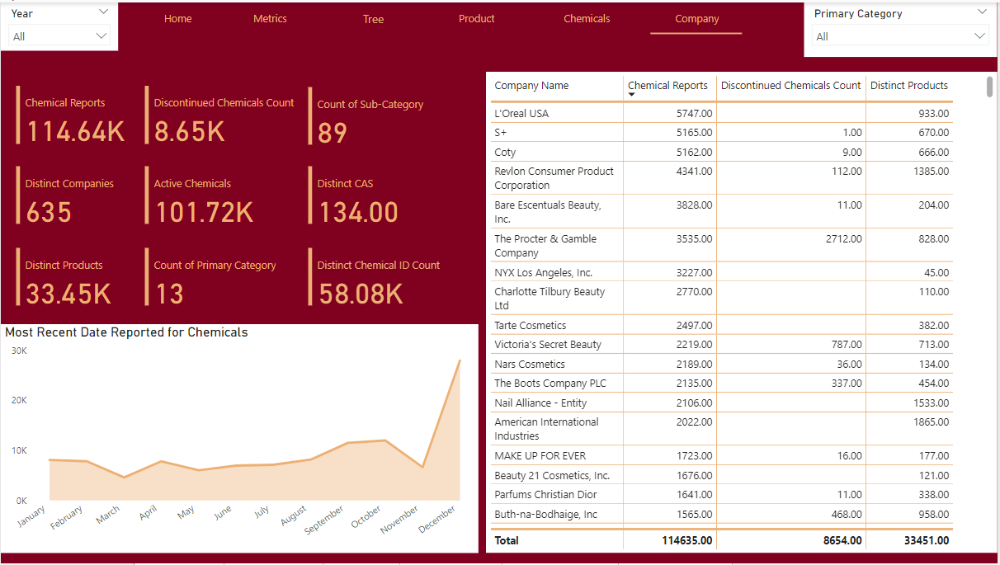 Year
All
Home
Metrics
Tree
Product
Chemicals
Company
Primary Category
All
Chemical Reports
114.64K
Discontinued Chemicals Count
8.65K
Count of Sub-Category
89
Distinct Companies
635
Active Chemicals
101.72K
Distinct CAS
134.00
Distinct Products
33.45K
Count of Primary Category
13
Distinct Chemical ID Count
58.08K
Most Recent Date Reported for Chemicals
30K
20K
10K
0K
January
February
March
April
May
June
July
August
September
October
November
December
Company Name Chemical Reports Discontinued Chemicals Count Distinct Products
L'Oreal USA 5747.00 933.00
S+ 5165.00 1.00 670.00
Coty 5162.00 9.00 666.00
Revlon Consumer Product 4341.00 112.00 1385.00
Corporation
Bare Escentuals Beauty, 3828.00 11.00 204.00
Inc.
The Procter & Gamble 3535.00 2712.00 828.00
Company
NYX Los Angeles, Inc. 3227.00 45.00
Charlotte Tilbury Beauty 2770.00 110.00
Ltd
Tarte Cosmetics 2497.00 382.00
Victoria's Secret Beauty 2219.00 787.00 713.00
Nars Cosmetics 2189.00 36.00 134.00
The Boots Company PLC 2135.00 337.00 454.00
Nail Alliance - Entity 2106.00 1533.00
American International 2022.00 1865.00
Industries
MAKE UP FOR EVER 1723.00 16.00 177.00
Beauty 21 Cosmetics, Inc. 1676.00 121.00
Parfums Christian Dior 1641.00 11.00 338.00
Buth-na-Bodhaige, Inc 1565.00 468.00 958.00
Total 114635.00 8654.00 33451.00